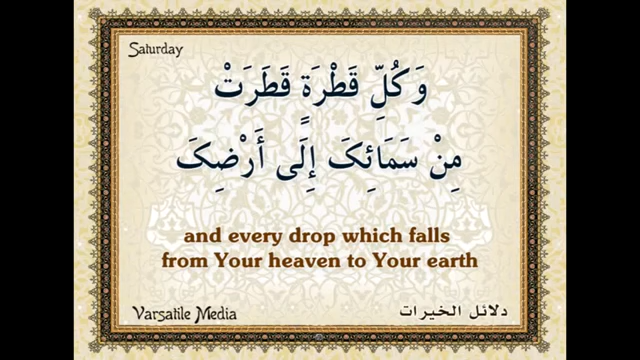 Saturday
وَكُلِّ قَطْرَةٍ قَطَرَتْ
مِنْ سَمَائِكَ إِلَى أَرْضِكَ
and every drop which falls
from Your heaven to Your earth
Varsatile Media
دلائل الخيرات